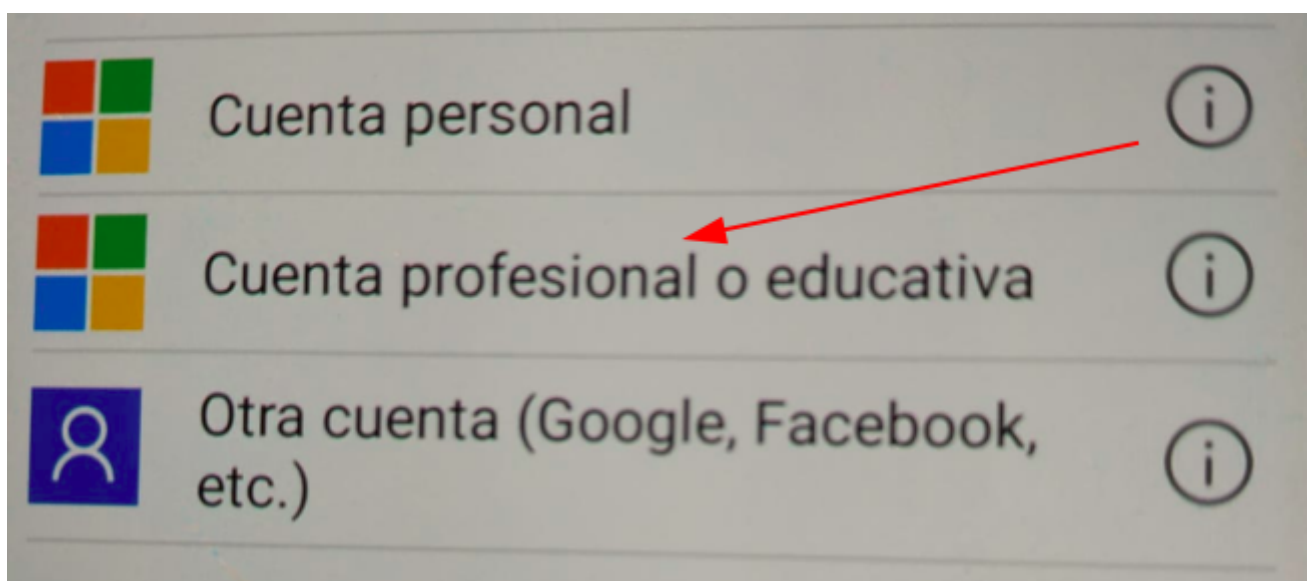 Cuenta personal
Cuenta profesional o educativa
Otra cuenta (Google, Facebook,
etc.)